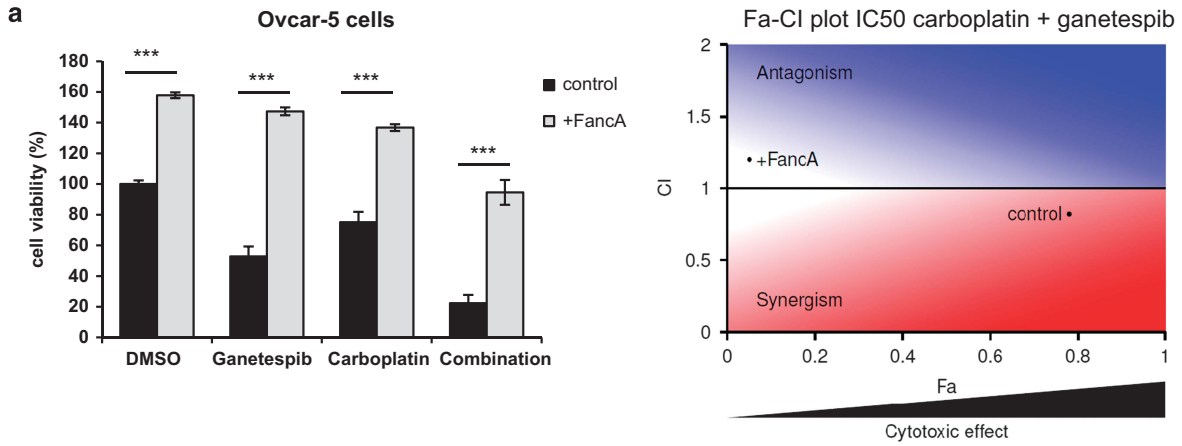 a
Ovcar-5 cells
cell viability (%)
180
160
140
120
100
80
60
40
20
0
***
***
***
***
control
+FancA
DMSO Ganetespib Carboplatin Combination
Fa-CI plot IC50 carboplatin + ganetespib
CI
2
1.5
1
0.5
0
Antagonism
+FancA
control
Synergism
0 0.2 0.4 0.6 0.8 1
Fa
Cytotoxic effect